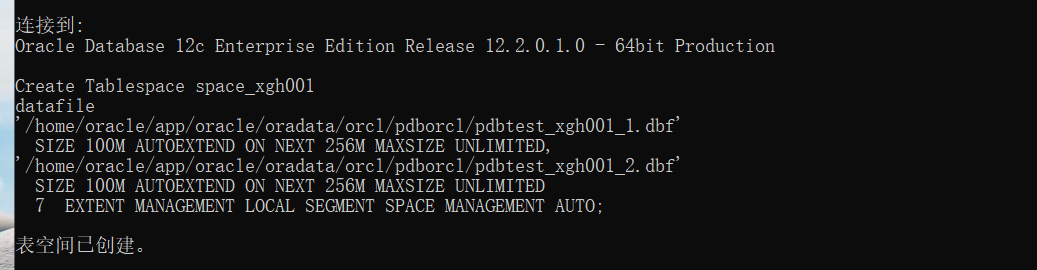 连接到:
Oracle Database 12c Enterprise Edition Release 12.2.0.1.0 - 64bit Production
Create Tablespace space_xgh001
datafile
'/home/oracle/app/oracle/oradata/orcl/pdborcl/pdbtest_xgh001_1.dbf'
  SIZE 100M AUTOEXTEND ON NEXT 256M MAXSIZE UNLIMITED,
'/home/oracle/app/oracle/oradata/orcl/pdborcl/pdbtest_xgh001_2.dbf'
  SIZE 100M AUTOEXTEND ON NEXT 256M MAXSIZE UNLIMITED
  7  EXTENT MANAGEMENT LOCAL SEGMENT SPACE MANAGEMENT AUTO;
表空间已创建。